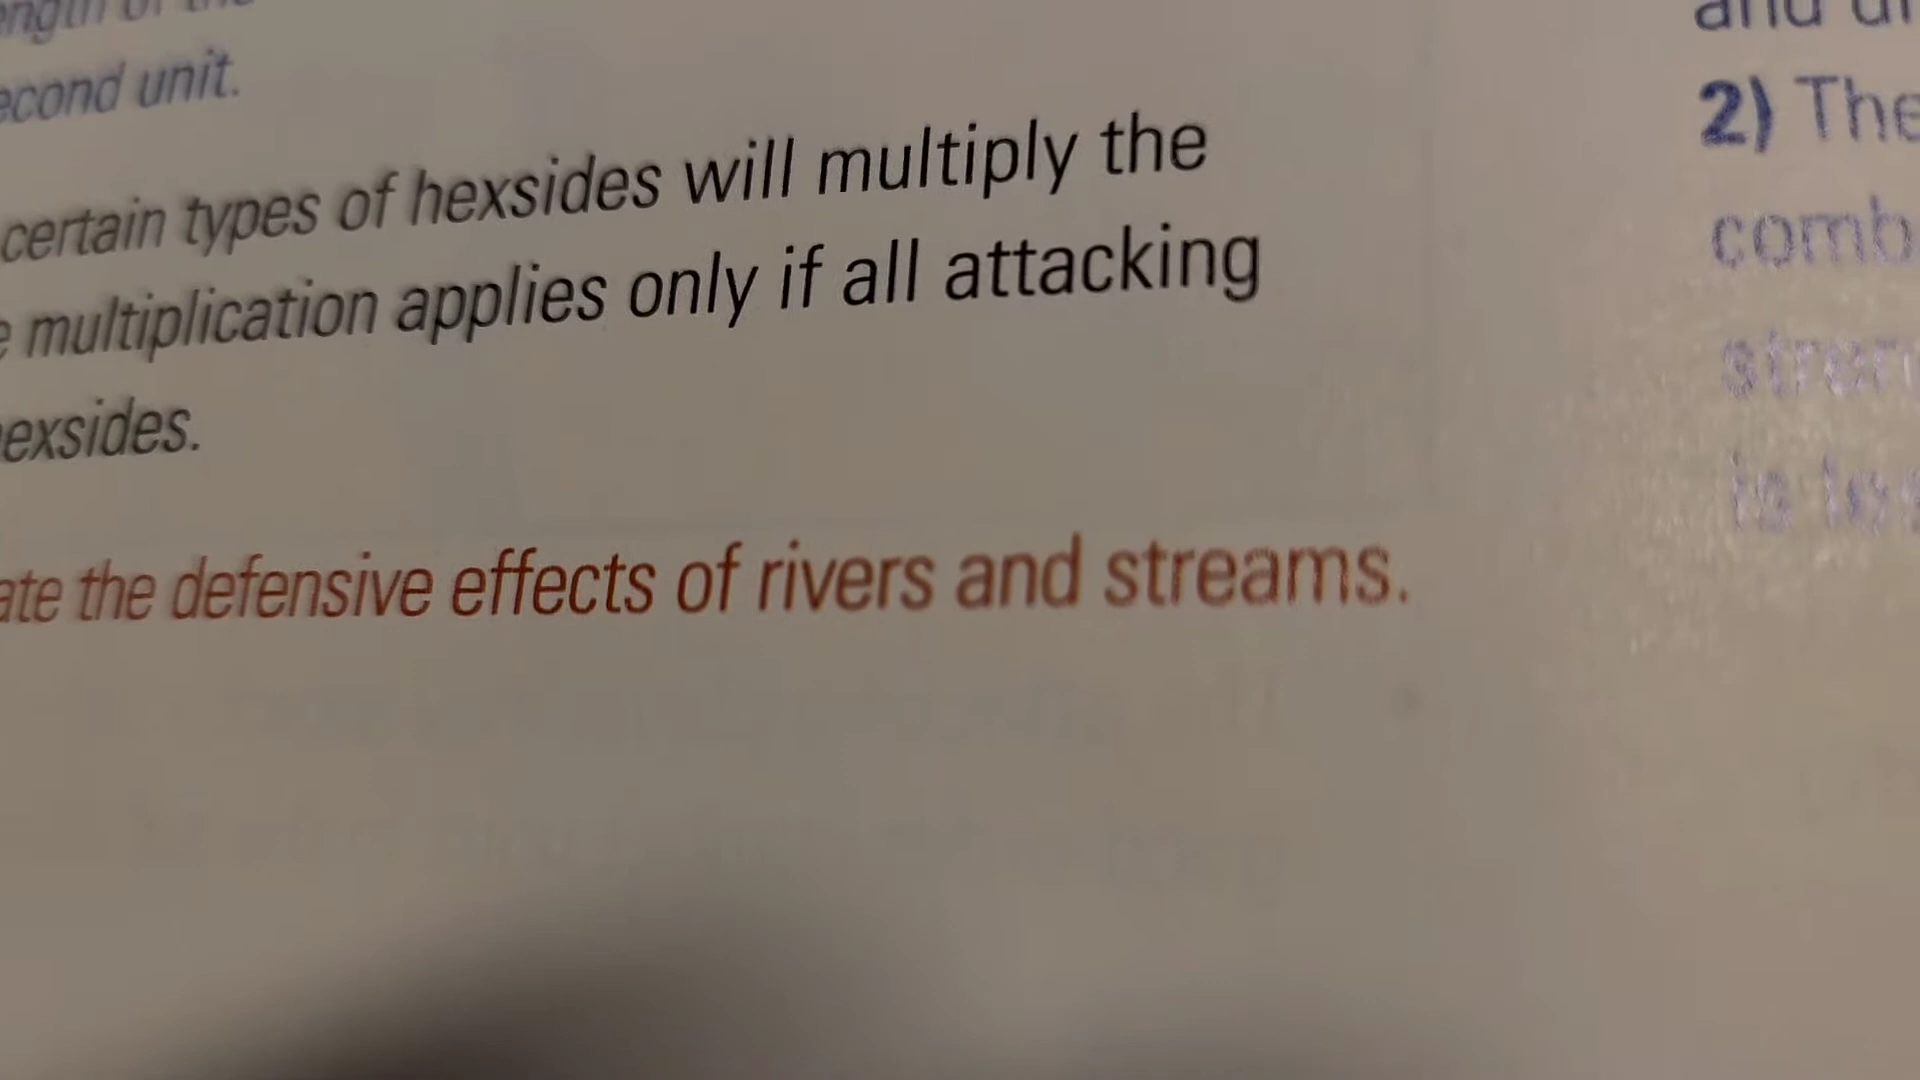 econd unit.
certain types of hexsides will multiply the
e multiplication applies only if all attacking
exsides.
ate the defensive effects of rivers and streams.
2) The
comb